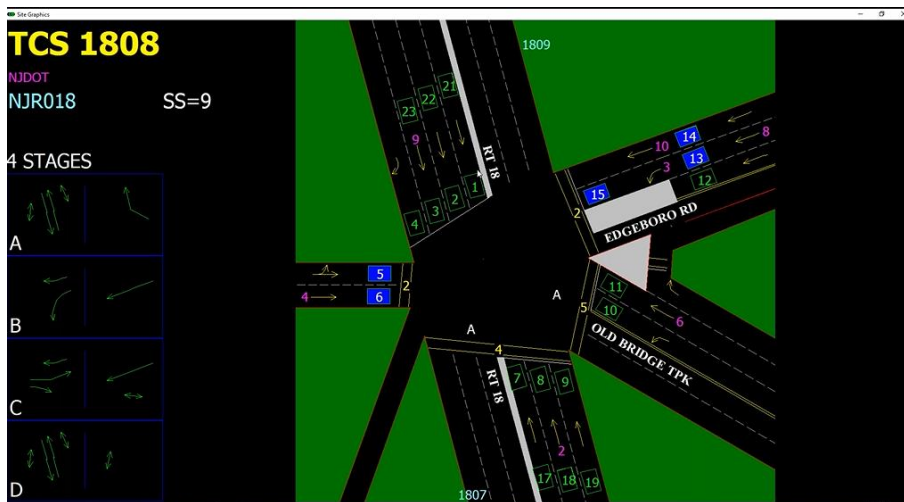 Site Graphics
TCS 1808
NJDOT
NJR018 SS=9
4 STAGES
A
B
C
D
1809
21
22
23
9
RT 18
1
2
3
4
14
8
10
13
3
12
15
2
EDGEBORO RD
5
2
4
6
A
A
11
10
5
6
OLD BRIDGE TPK
4
RT 18
7
8
9
2
17
18
19
1807